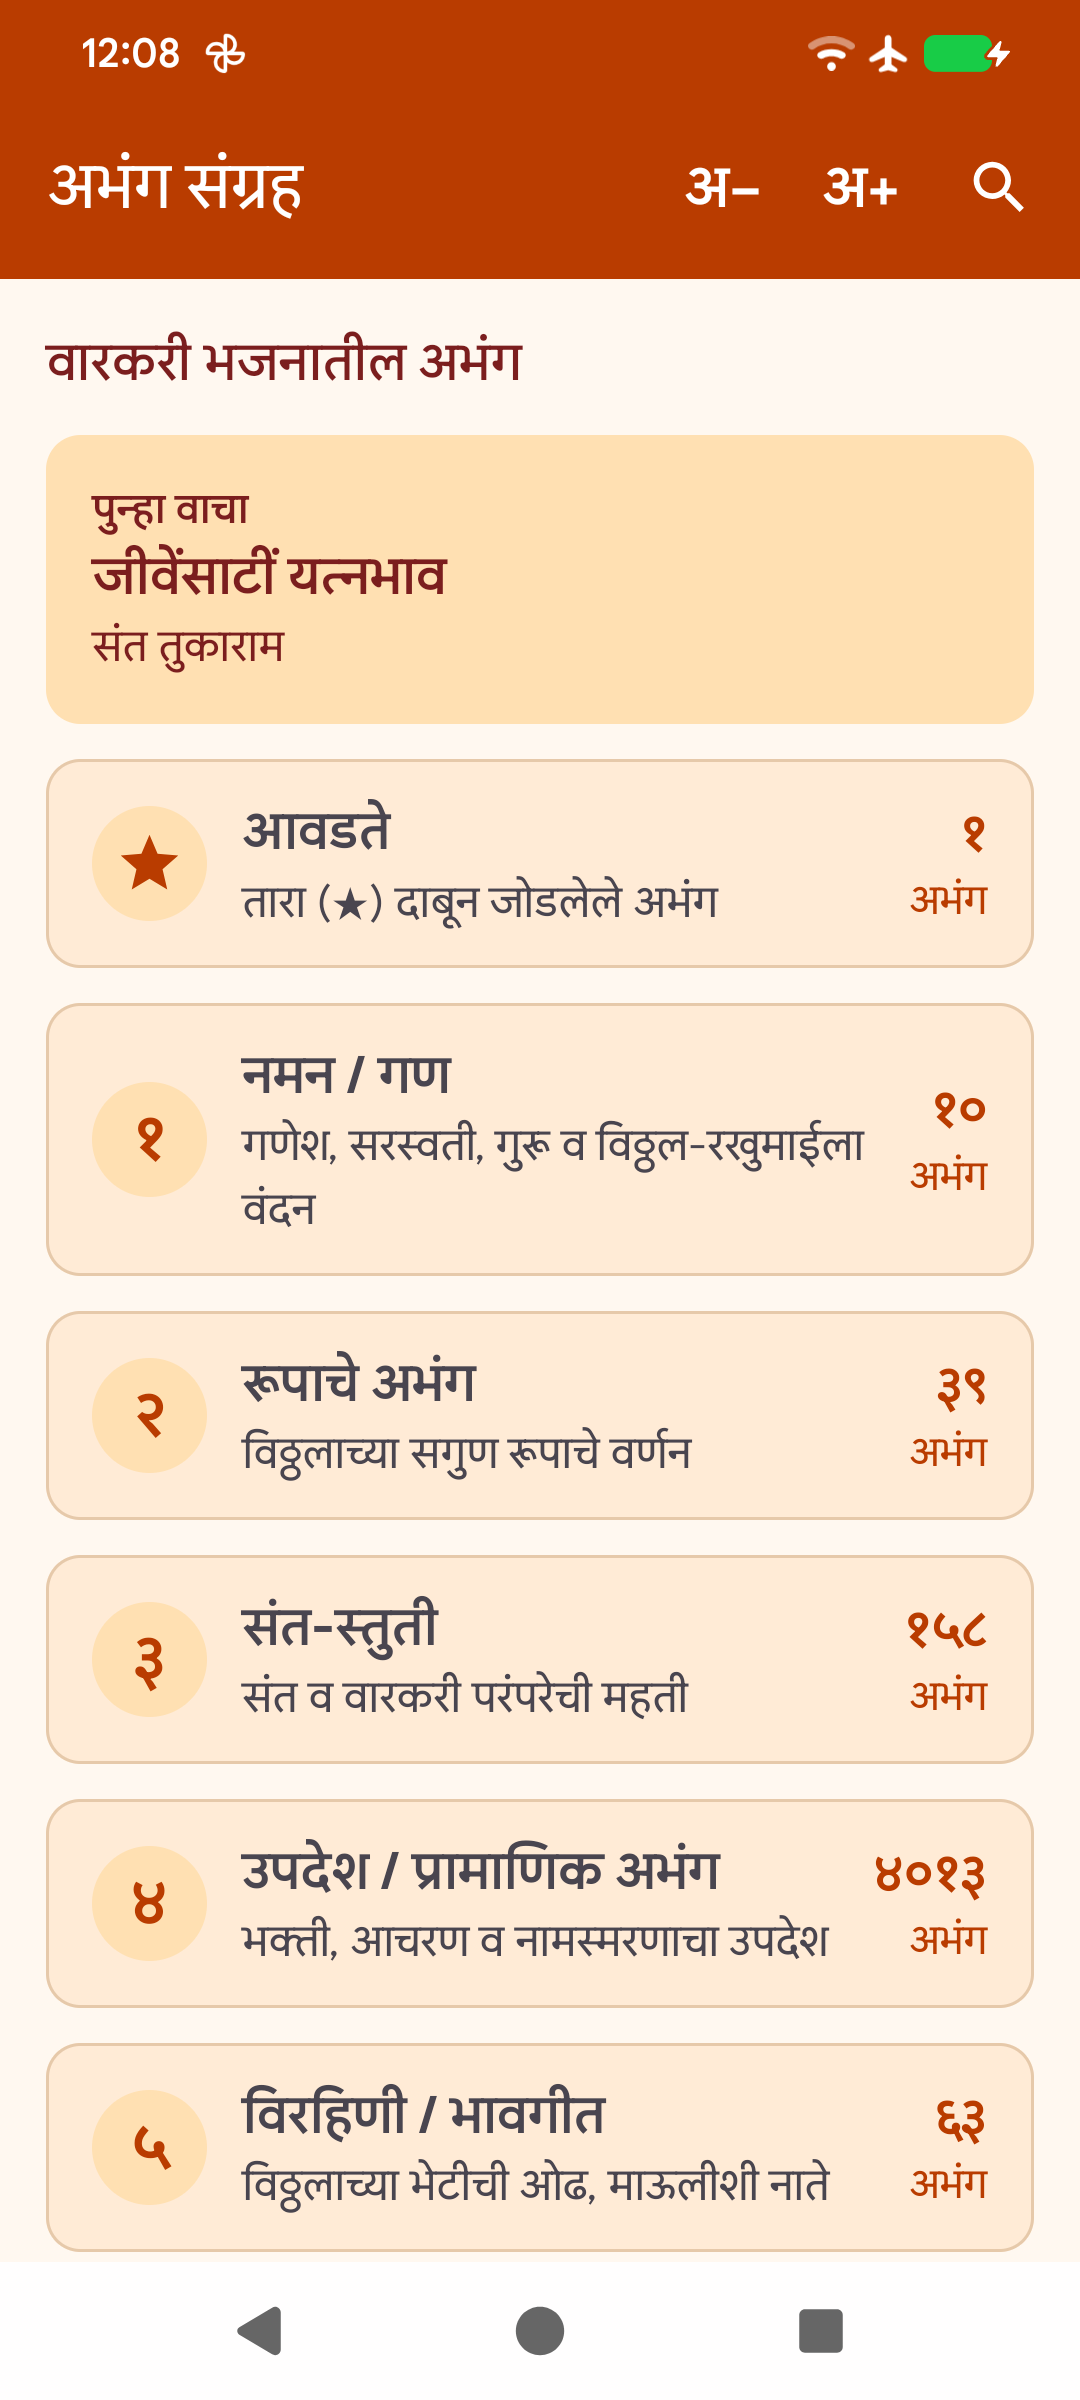 12:08
अभंग संग्रह
अ− अ+
वारकरी भजनातील अभंग
पुन्हा वाचा
जीवेंसाटीं यत्नभाव
संत तुकाराम
आवडते
तारा (★) दाबून जोडलेले अभंग
१
अभंग
१
नमन / गण
गणेश, सरस्वती, गुरू व विठ्ठल-रखुमाईला
वंदन
१०
अभंग
२
रूपाचे अभंग
विठ्ठलाच्या सगुण रूपाचे वर्णन
३९
अभंग
३
संत-स्तुती
संत व वारकरी परंपरेची महती
१५८
अभंग
४
उपदेश / प्रामाणिक अभंग
भक्ती, आचरण व नामस्मरणाचा उपदेश
४०१३
अभंग
५
विरहिणी / भावगीत
विठ्ठलाच्या भेटीची ओढ, माऊलीशी नाते
६३
अभंग